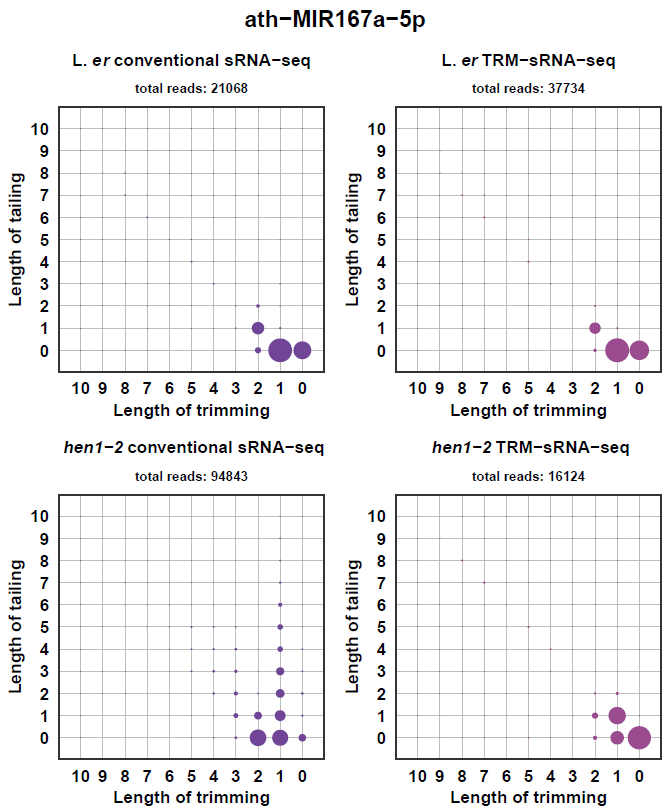 ath−MIR167a−5p
L. er conventional sRNA−seq
total reads: 21068
Length of tailing
10
9
8
7
6
5
4
3
2
1
0
10 9 8 7 6 5 4 3 2 1 0
Length of trimming
L. er TRM−sRNA−seq
total reads: 37734
Length of tailing
10
9
8
7
6
5
4
3
2
1
0
10 9 8 7 6 5 4 3 2 1 0
Length of trimming
hen1−2 conventional sRNA−seq
total reads: 94843
Length of tailing
10
9
8
7
6
5
4
3
2
1
0
10 9 8 7 6 5 4 3 2 1 0
Length of trimming
hen1−2 TRM−sRNA−seq
total reads: 16124
Length of tailing
10
9
8
7
6
5
4
3
2
1
0
10 9 8 7 6 5 4 3 2 1 0
Length of trimming